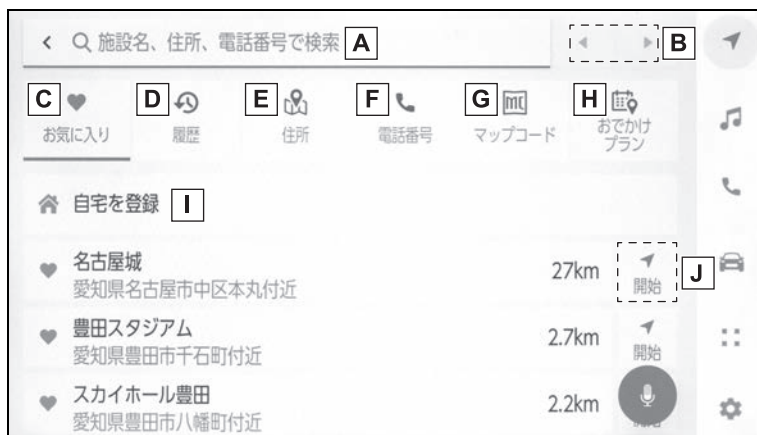 施設名、住所、電話番号で検索 A
B
C
お気に入り
D
履歴
E
住所
F
電話番号
G
MC
マップコード
H
おでかけ
プラン
自宅を登録 I
名古屋城
愛知県名古屋市中区本丸付近
27km
開始
J
豊田スタジアム
愛知県豊田市千石町付近
2.7km
開始
スカイホール豊田
愛知県豊田市八幡町付近
2.2km